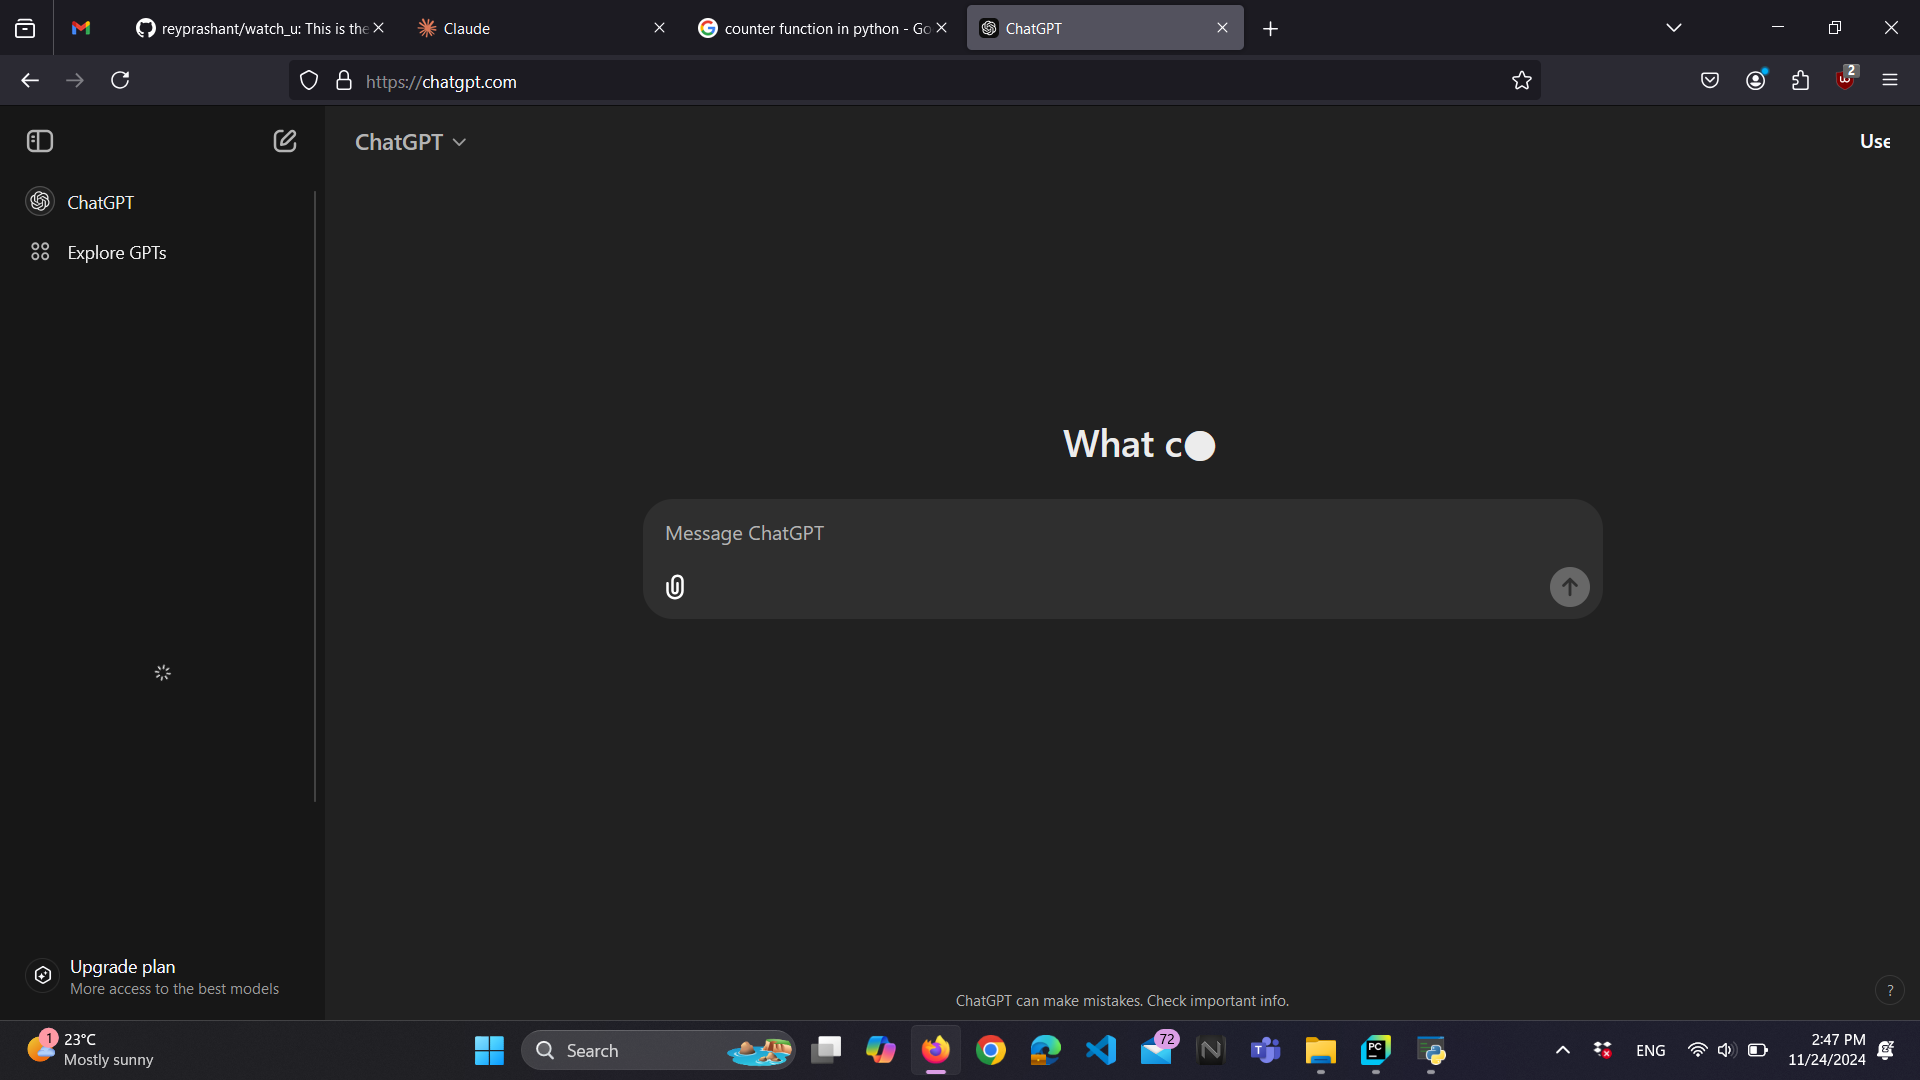 reyprashant/watch_u: This is the
Claude
counter function in python - Go
ChatGPT
https://chatgpt.com
2
ChatGPT
Use
ChatGPT
Explore GPTs
What c
Message ChatGPT
Upgrade plan
More access to the best models
ChatGPT can make mistakes. Check important info.
?
1
23°C
Mostly sunny
Search
72
N
T
PC
ENG
2:47 PM
11/24/2024